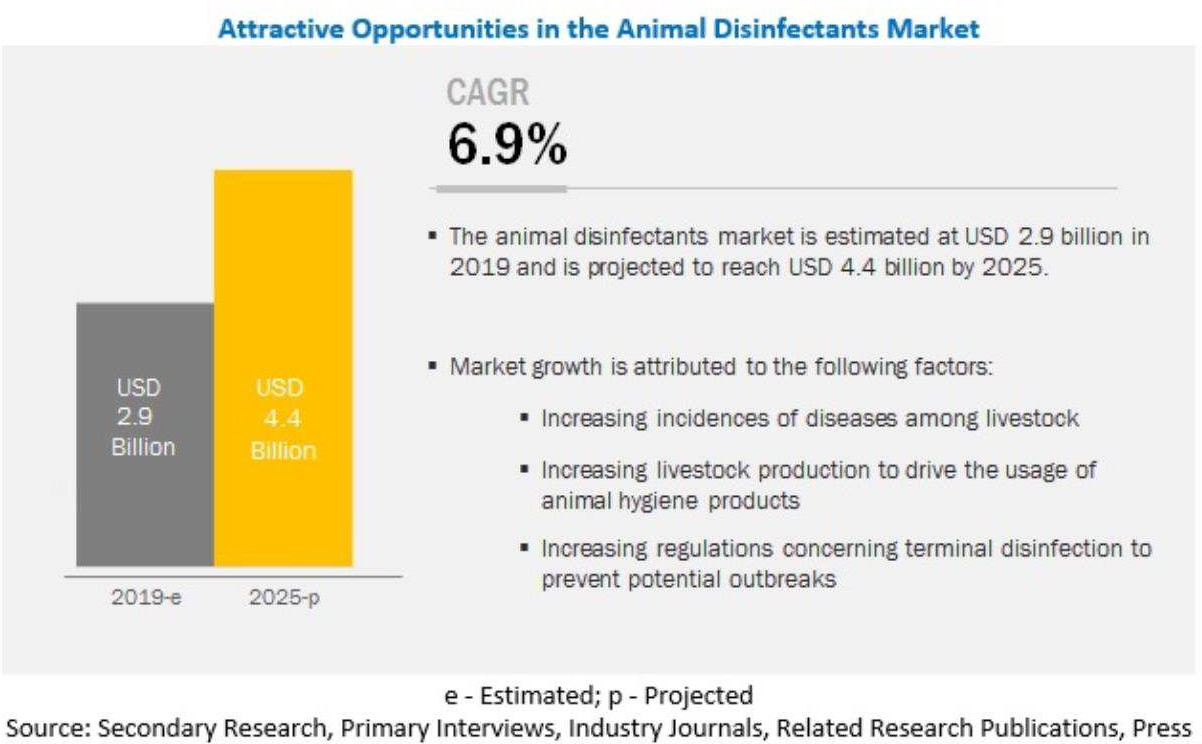 Attractive Opportunities in the Animal Disinfectants Market
CAGR
6.9%
▪ The animal disinfectants market is estimated at USD 2.9 billion in
2019 and is projected to reach USD 4.4 billion by 2025.
▪ Market growth is attributed to the following factors:
▪ Increasing incidences of diseases among livestock
▪ Increasing livestock production to drive the usage of
animal hygiene products
▪ Increasing regulations concerning terminal disinfection to
prevent potential outbreaks
USD
2.9
Billion
USD
4.4
Billion
2019-e
2025-p
e - Estimated; p - Projected
Source: Secondary Research, Primary Interviews, Industry Journals, Related Research Publications, Press